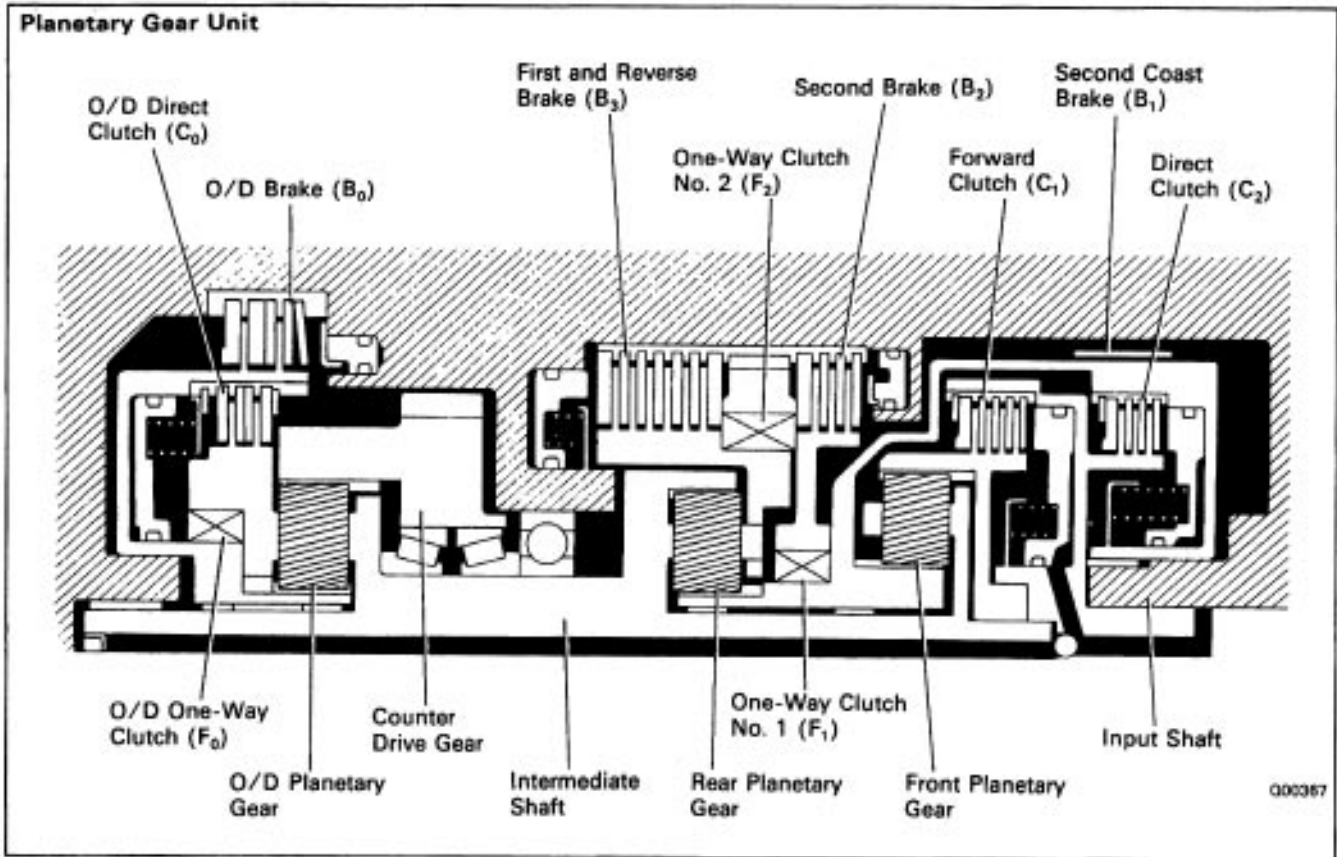 Planetary Gear Unit
First and Reverse
Brake (B₃)
Second Brake (B₂)
Second Coast
Brake (B₁)
O/D Direct
Clutch (C₀)
O/D Brake (B₀)
One-Way Clutch
No. 2 (F₂)
Forward
Clutch (C₁)
Direct
Clutch (C₂)
O/D One-Way
Clutch (F₀)
Counter
Drive Gear
One-Way Clutch
No. 1 (F₁)
Input Shaft
O/D Planetary
Gear
Intermediate
Shaft
Rear Planetary
Gear
Front Planetary
Gear
Q00367